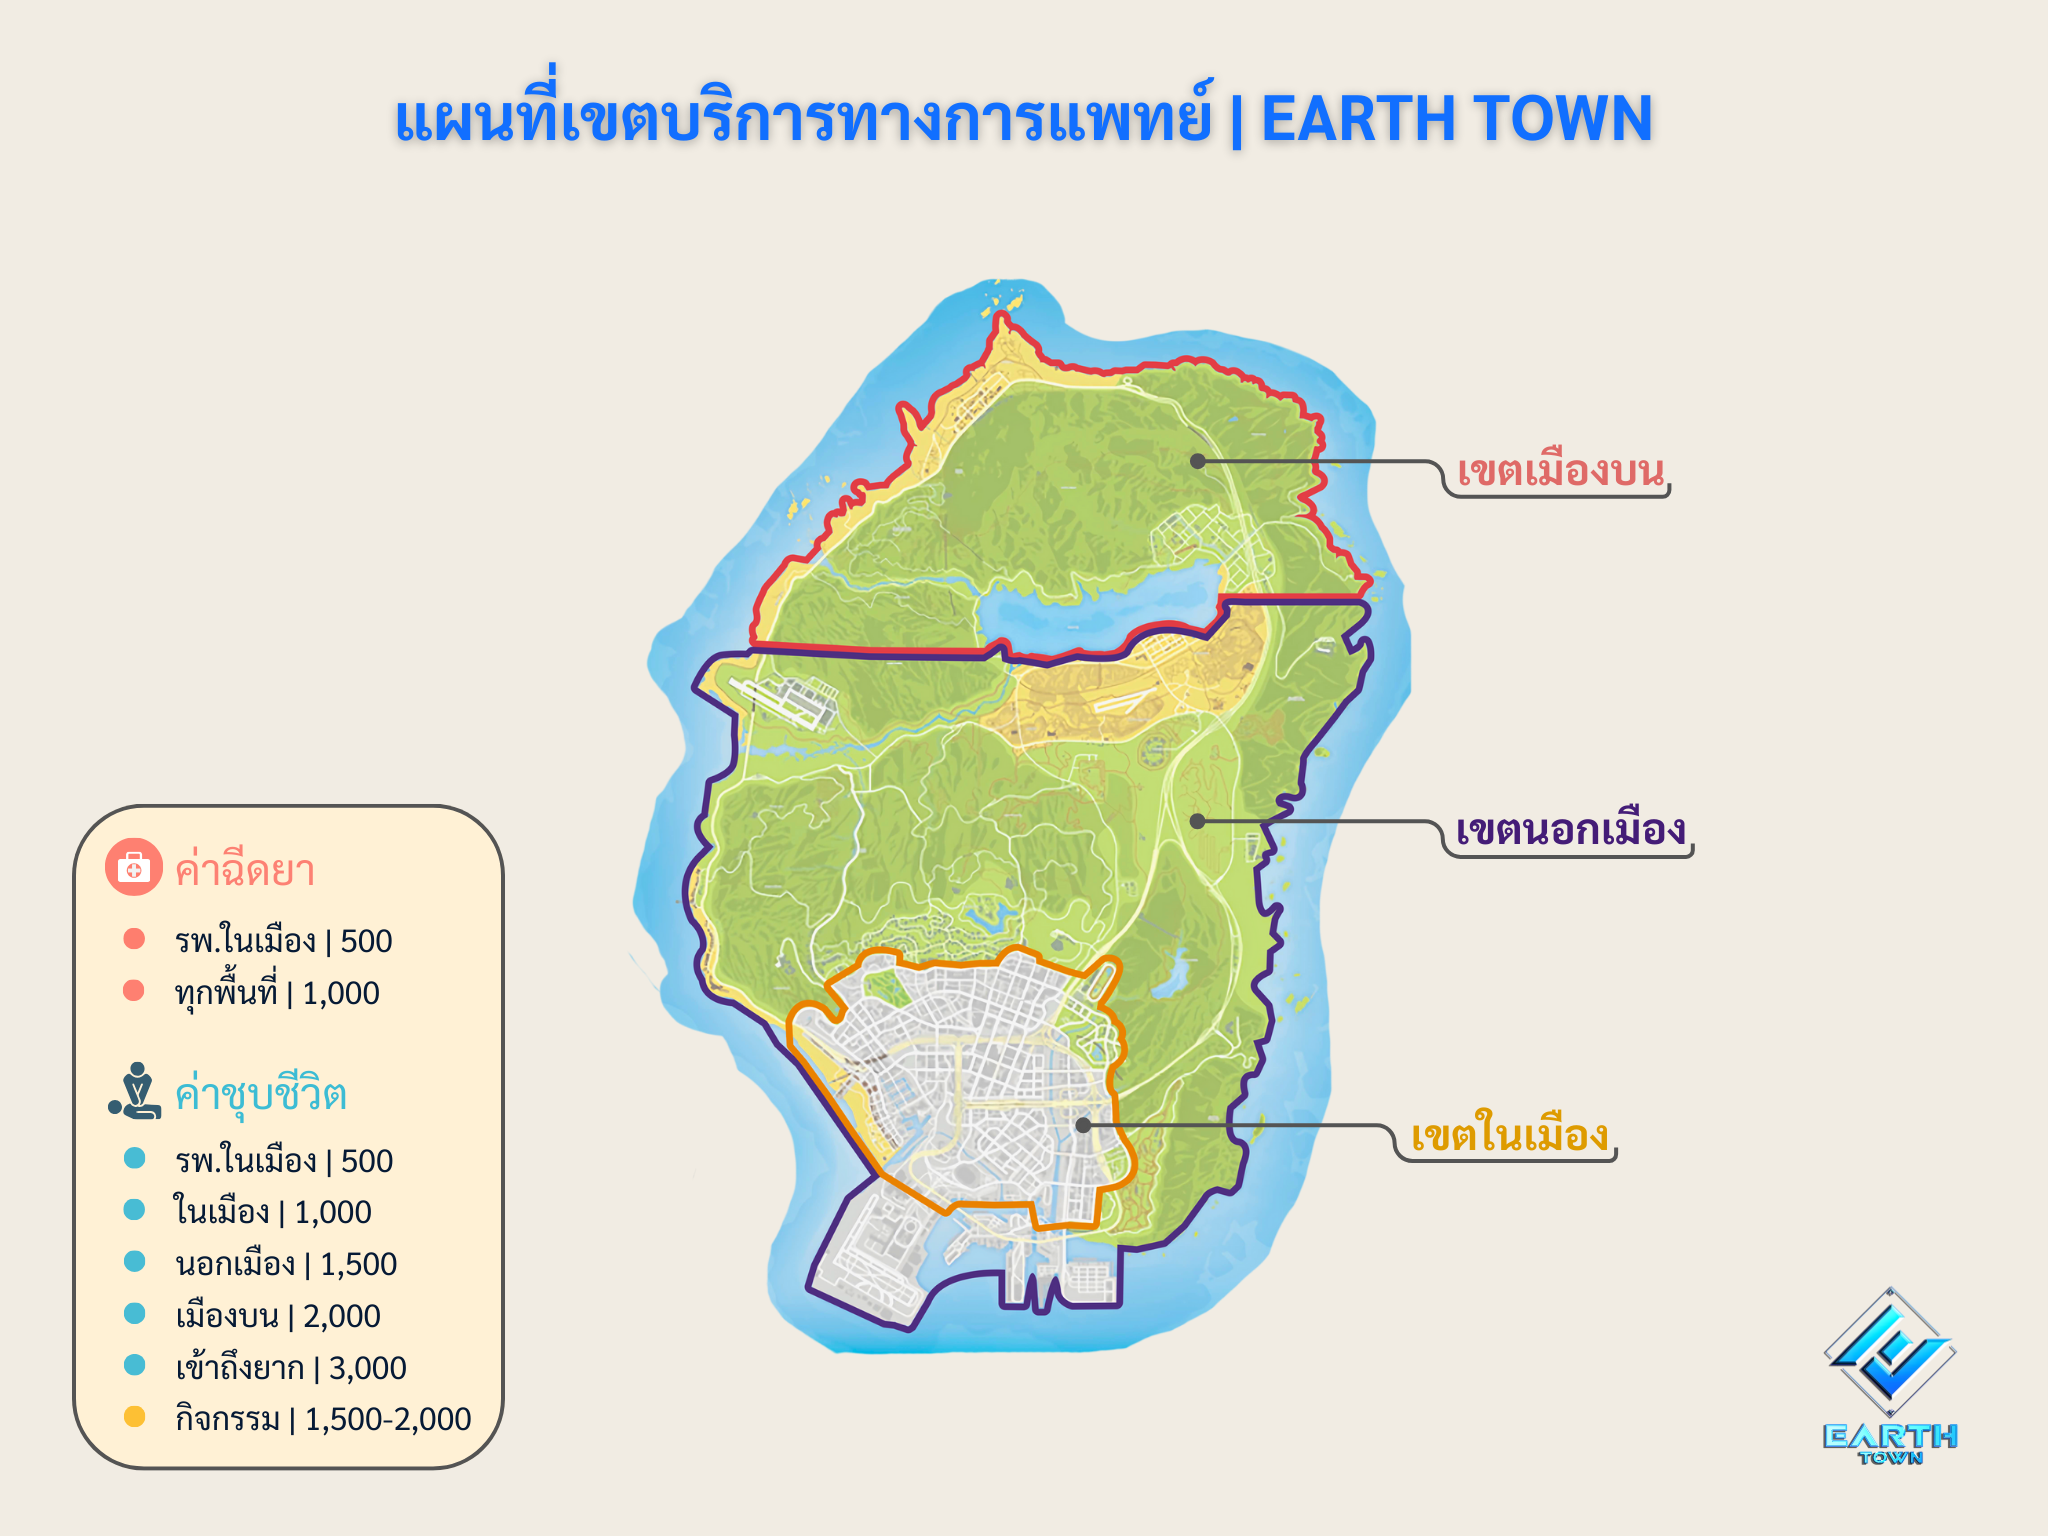 แผนที่เขตบริการทางการแพทย์ | EARTH TOWN
เขตเมืองบน
เขตนอกเมือง
เขตในเมือง
ค่าฉีดยา
รพ.ในเมือง | 500
ทุกพื้นที่ | 1,000
ค่าชุบชีวิต
รพ.ในเมือง | 500
ในเมือง | 1,000
นอกเมือง | 1,500
เมืองบน | 2,000
เข้าถึงยาก | 3,000
กิจกรรม | 1,500-2,000
EARTH
TOWN